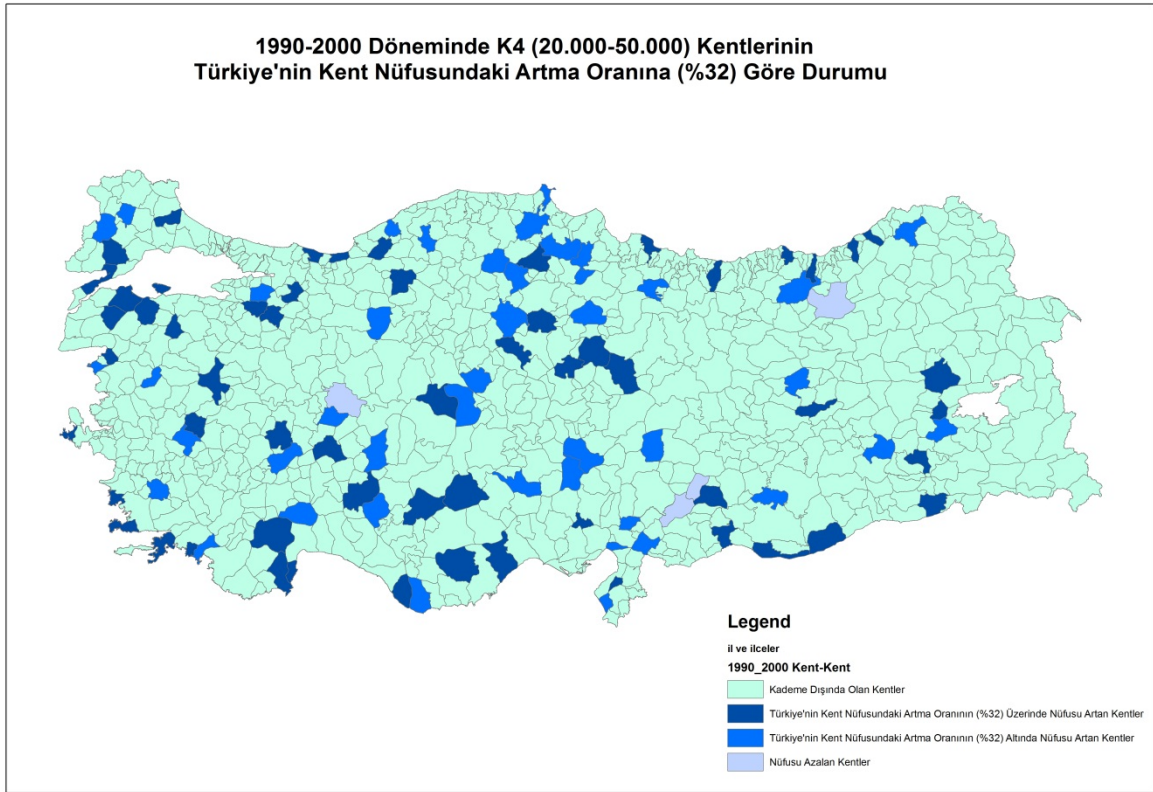 1990-2000 Döneminde K4 (20.000-50.000) Kentlerinin
Türkiye'nin Kent Nüfusundaki Artma Oranına (%32) Göre Durumu
Legend
il ve ilceler
1990_2000 Kent-Kent
Kademe Dışında Olan Kentler
Türkiye'nin Kent Nüfusundaki Artma Oranının (%32) Üzerinde Nüfusu Artan Kentler
Türkiye'nin Kent Nüfusundaki Artma Oranının (%32) Altında Nüfusu Artan Kentler
Nüfusu Azalan Kentler